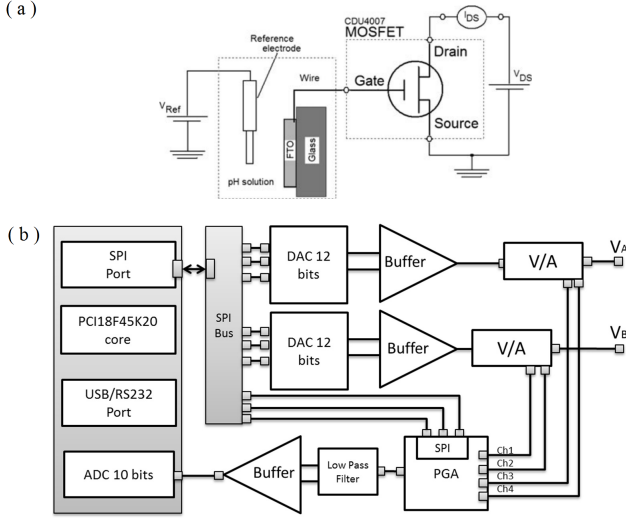 ( a )
CDU4007
MOSFET
I_DS
Reference
electrode
Drain
Wire
Gate
V_DS
V_Ref
FTO
Glass
Source
pH solution
( b )
SPI
Port
PCI18F45K20
core
USB/RS232
Port
ADC 10 bits
SPI
Bus
DAC 12
bits
Buffer
V/A
V_A
DAC 12
bits
Buffer
V/A
V_B
SPI
PGA
Ch1
Ch2
Ch3
Ch4
Low Pass
Filter
Buffer